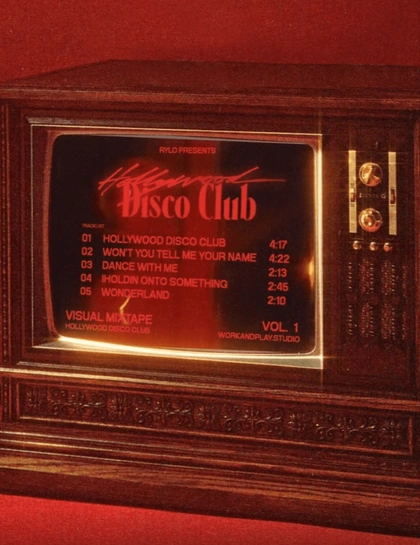 RYLO PRESENTS
Hollywood
Disco Club
TRACKLIST
01 HOLLYWOOD DISCO CLUB 4:17
02 WON'T YOU TELL ME YOUR NAME 4:22
03 DANCE WITH ME 2:13
04 IHOLDIN ONTO SOMETHING 2:45
05 WONDERLAND 2:10
VISUAL MIXTAPE
HOLLYWOOD DISCO CLUB
VOL. 1
WORKANDPLAY.STUDIO